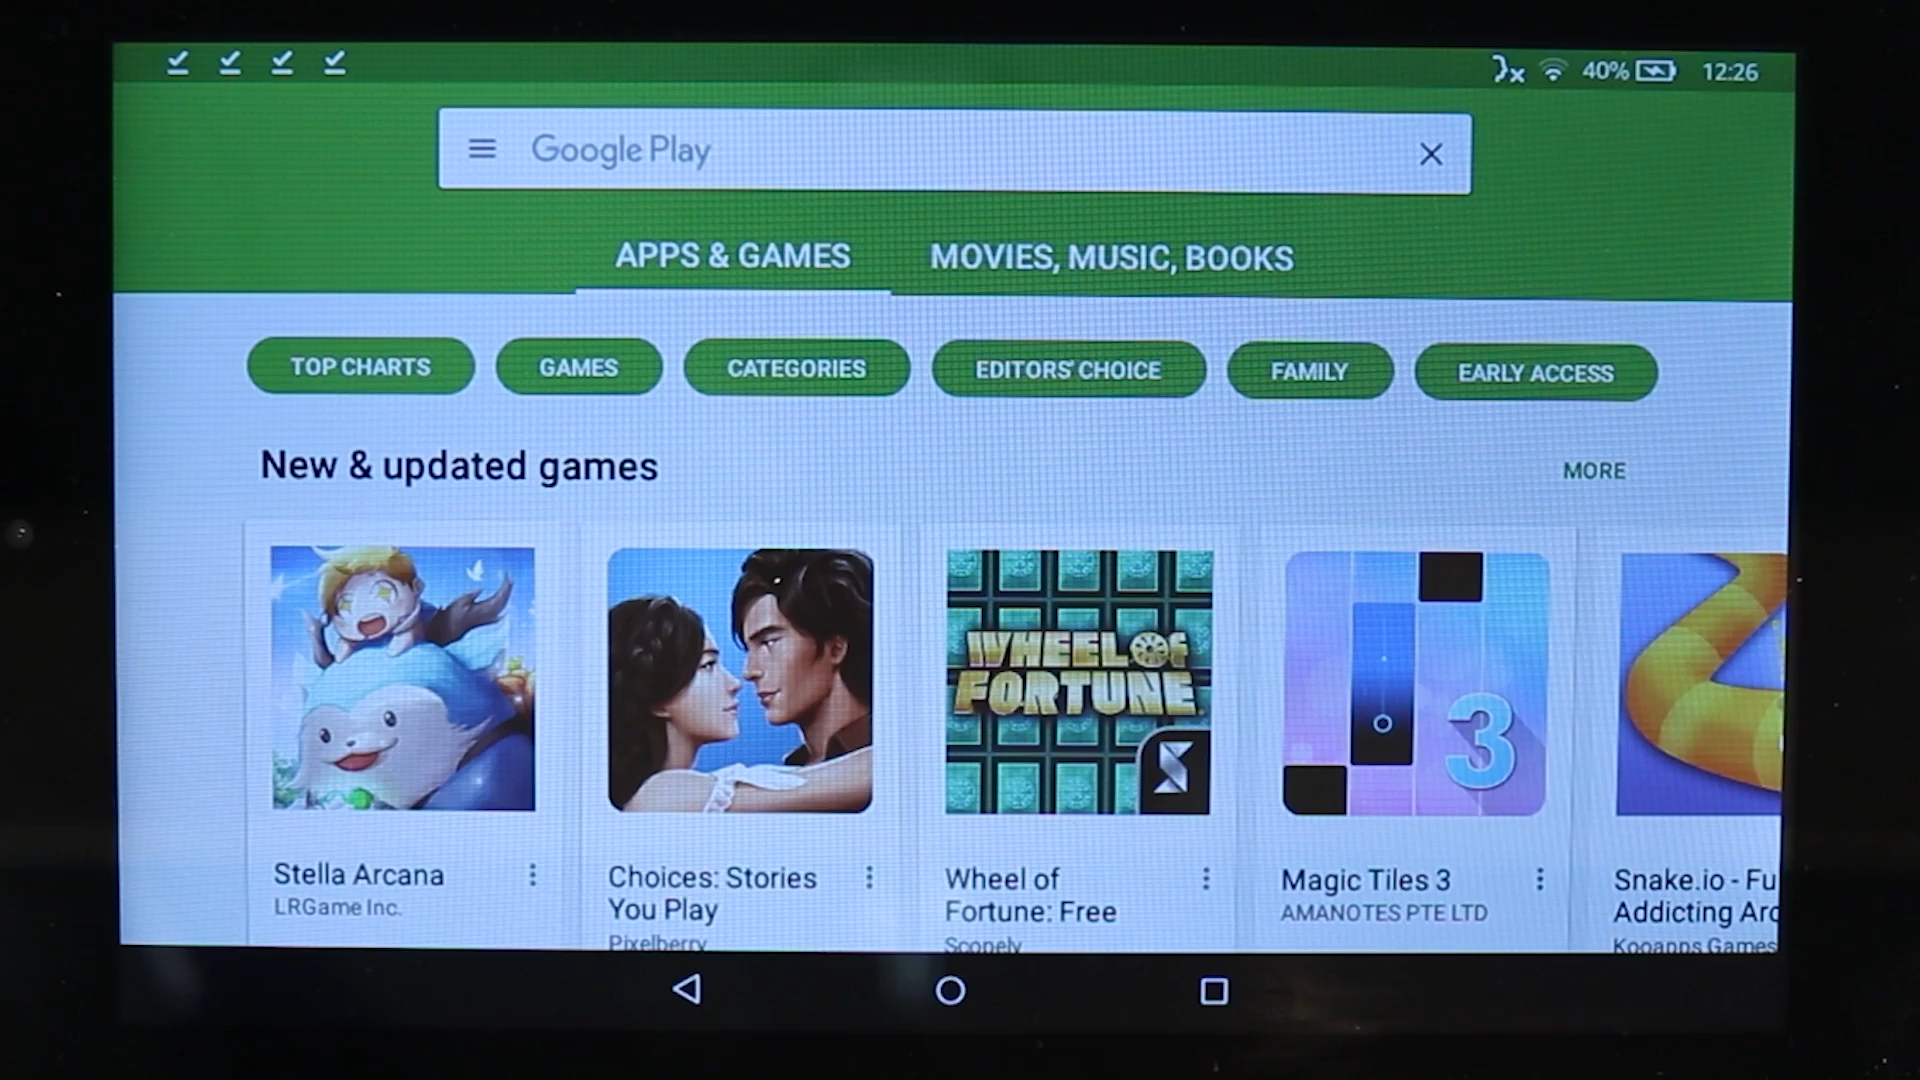 40% 12:26
Google Play
APPS & GAMES MOVIES, MUSIC, BOOKS
TOP CHARTS GAMES CATEGORIES EDITORS' CHOICE FAMILY EARLY ACCESS
New & updated games MORE
WHEEL OF
FORTUNE
3
Stella Arcana
LRGame Inc.
Choices: Stories
You Play
Pixelberry
Wheel of
Fortune: Free
Scopely
Magic Tiles 3
AMANOTES PTE LTD
Snake.io - Fu
Addicting Arc
Kooapps Games